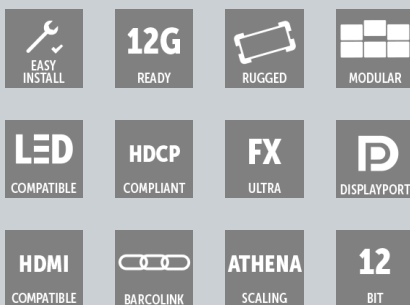 EASY
INSTALL
12G
READY
RUGGED
MODULAR
LED
COMPATIBLE
HDCP
COMPLIANT
FX
ULTRA
DISPLAYPORT
HDMI
COMPATIBLE
BARCOLINK
ATHENA
SCALING
12
BIT